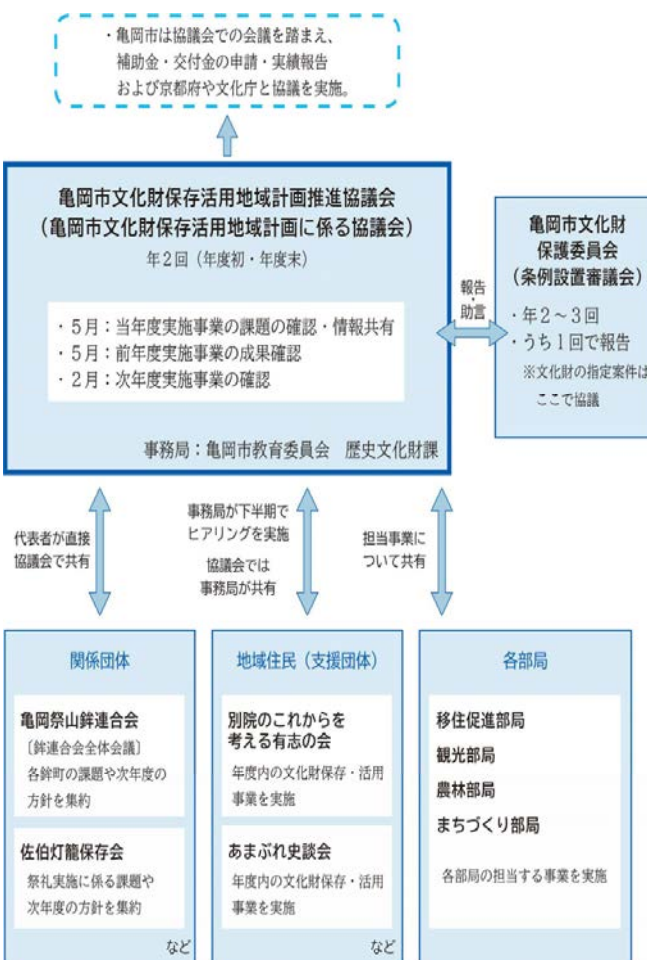 ・亀岡市は協議会での会議を踏まえ、
補助金・交付金の申請・実績報告
および京都府や文化庁と協議を実施。
亀岡市文化財保存活用地域計画推進協議会
（亀岡市文化財保存活用地域計画に係る協議会）
年２回（年度初・年度末）
・５月：当年度実施事業の課題の確認・情報共有
・５月：前年度実施事業の成果確認
・２月：次年度実施事業の確認
事務局：亀岡市教育委員会　歴史文化財課
報告
・
助言
亀岡市文化財
保護委員会
（条例設置審議会）
・年２～３回
・うち１回で報告
※文化財の指定案件は
ここで協議
代表者が直接
協議会で共有
事務局が下半期で
ヒアリングを実施
協議会では
事務局が共有
担当事業に
ついて共有
関係団体
亀岡祭山鉾連合会
〔鉾連合会全体会議〕
各鉾町の課題や次年度の
方針を集約
佐伯灯籠保存会
祭礼実施に係る課題や
次年度の方針を集約
など
地域住民（支援団体）
別院のこれからを
考える有志の会
年度内の文化財保存・活用
事業を実施
あまぶれ史談会
年度内の文化財保存・活用
事業を実施
など
各部局
移住促進部局
観光部局
農林部局
まちづくり部局
各部局の担当する事業を実施